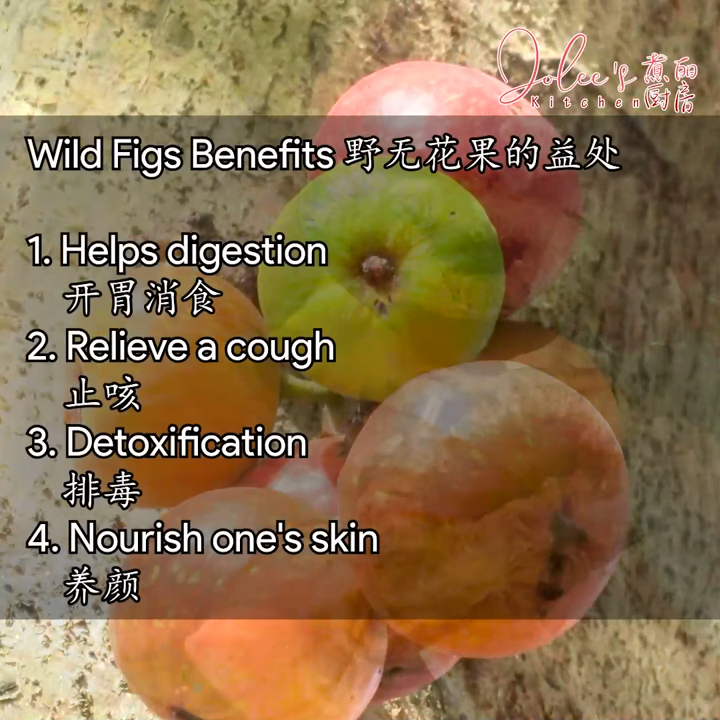 Jolee's 煮丽
Kitchen 厨房
Wild Figs Benefits 野无花果的益处
1. Helps digestion
开胃消食
2. Relieve a cough
止咳
3. Detoxification
排毒
4. Nourish one's skin
养颜